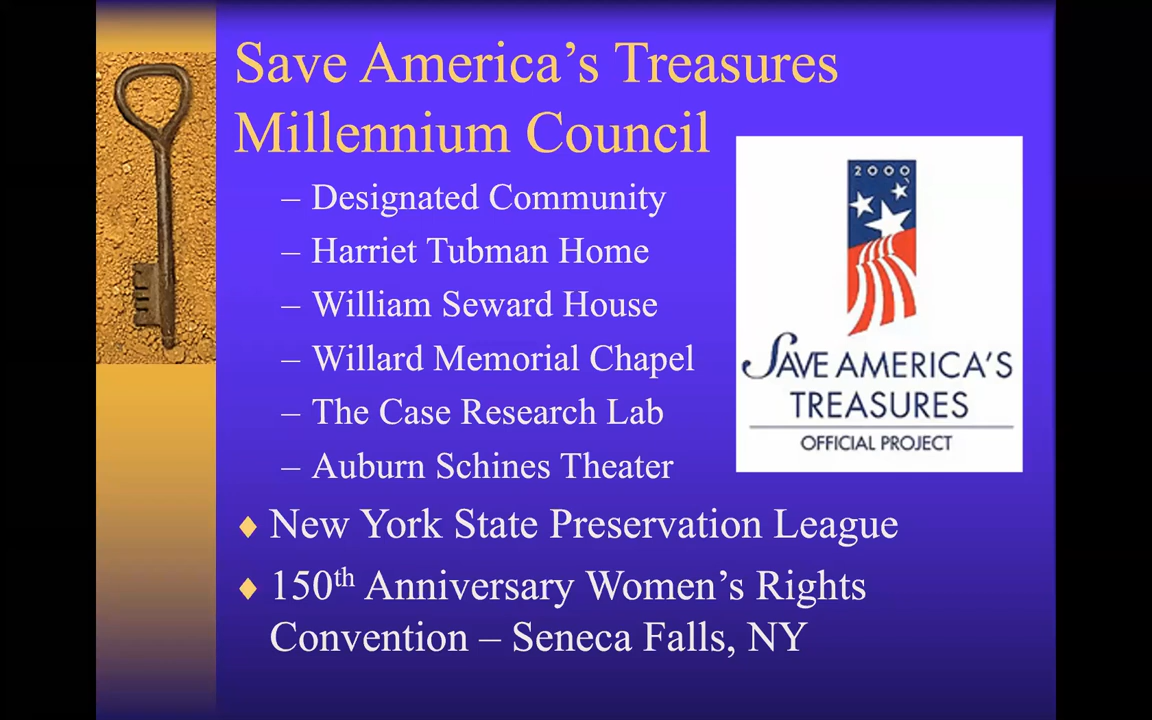 Save America’s Treasures
Millennium Council
– Designated Community
– Harriet Tubman Home
– William Seward House
– Willard Memorial Chapel
– The Case Research Lab
– Auburn Schines Theater
2000
SAVE AMERICA'S
TREASURES
OFFICIAL PROJECT
♦ New York State Preservation League
♦ 150th Anniversary Women’s Rights
Convention – Seneca Falls, NY